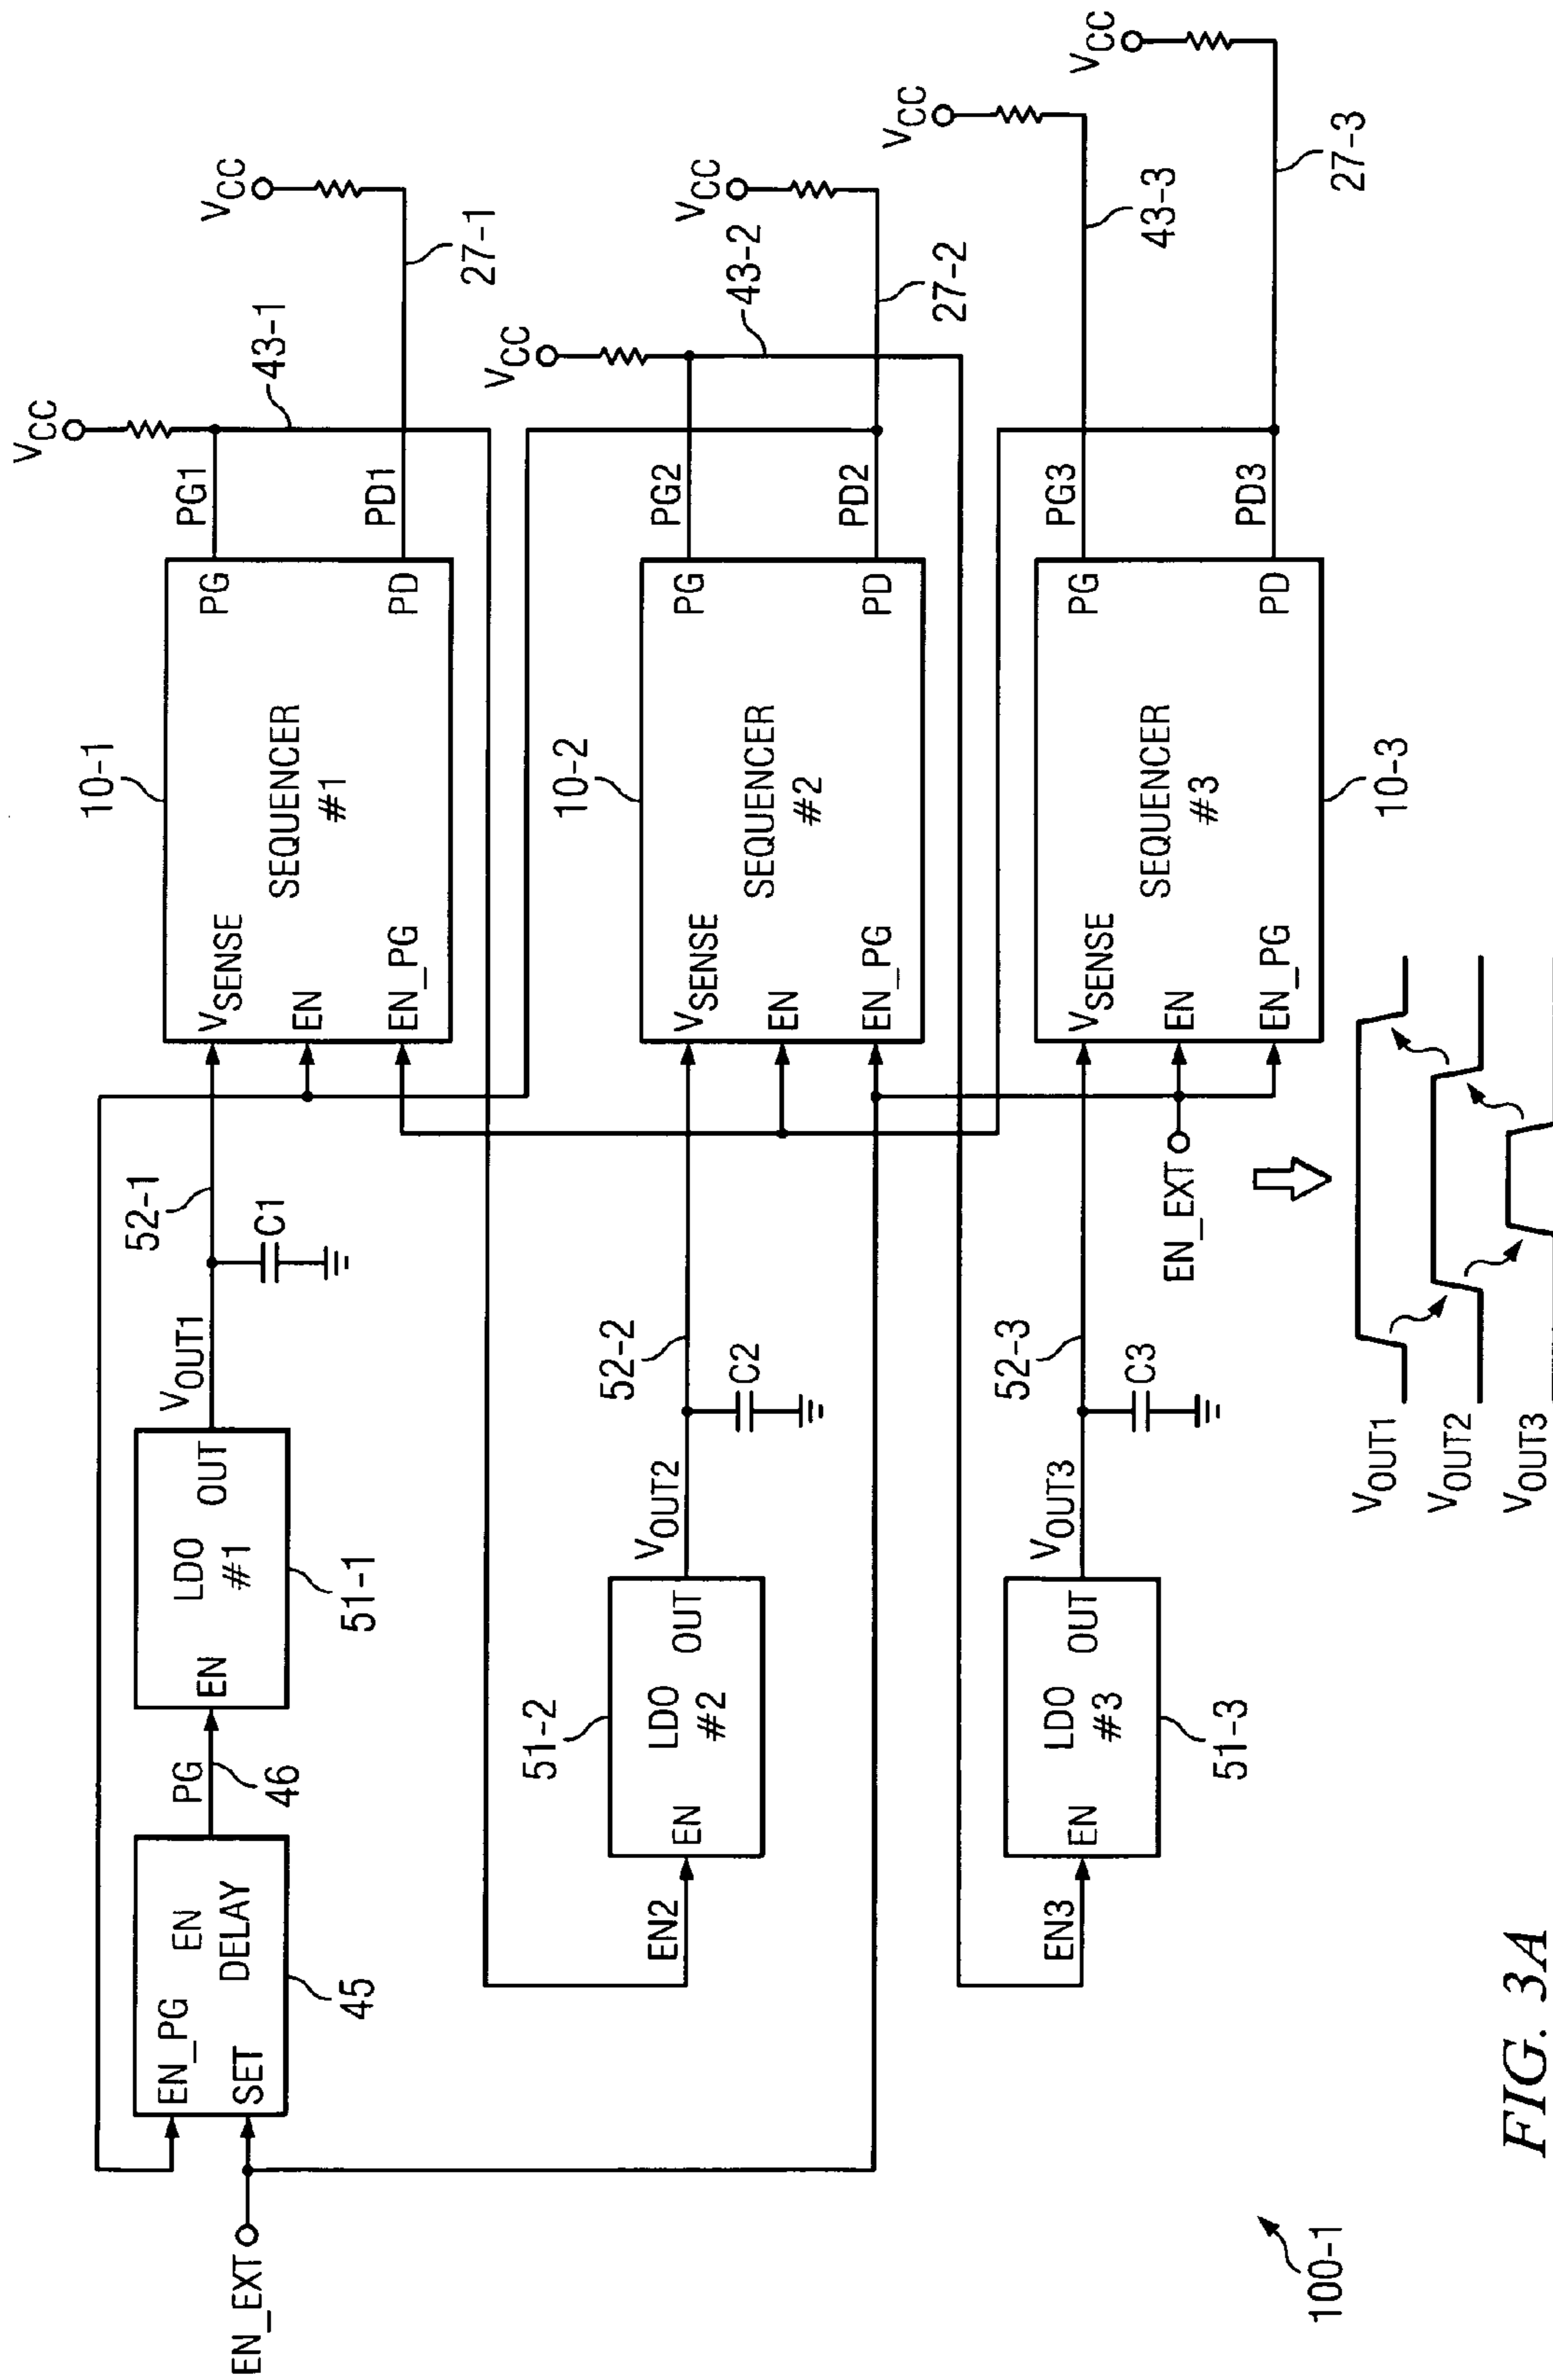 EN_EXT
EN_PG
SET
EN
DELAY
45
PG
46
EN
LDO
#1
OUT
51-1
VOUT1
52-1
C1
VSENSE
EN
EN_PG
SEQUENCER
#1
10-1
PG
PD
PG1
PD1
VCC
43-1
VCC
27-1
EN2
EN
LDO
#2
OUT
51-2
VOUT2
52-2
C2
VSENSE
EN
EN_PG
SEQUENCER
#2
10-2
PG
PD
PG2
PD2
VCC
43-2
VCC
27-2
EN3
EN
LDO
#3
OUT
51-3
VOUT3
52-3
C3
EN_EXT
VSENSE
EN
EN_PG
SEQUENCER
#3
10-3
PG
PD
PG3
PD3
VCC
43-3
VCC
27-3
100-1
VOUT1
VOUT2
VOUT3
FIG. 3A